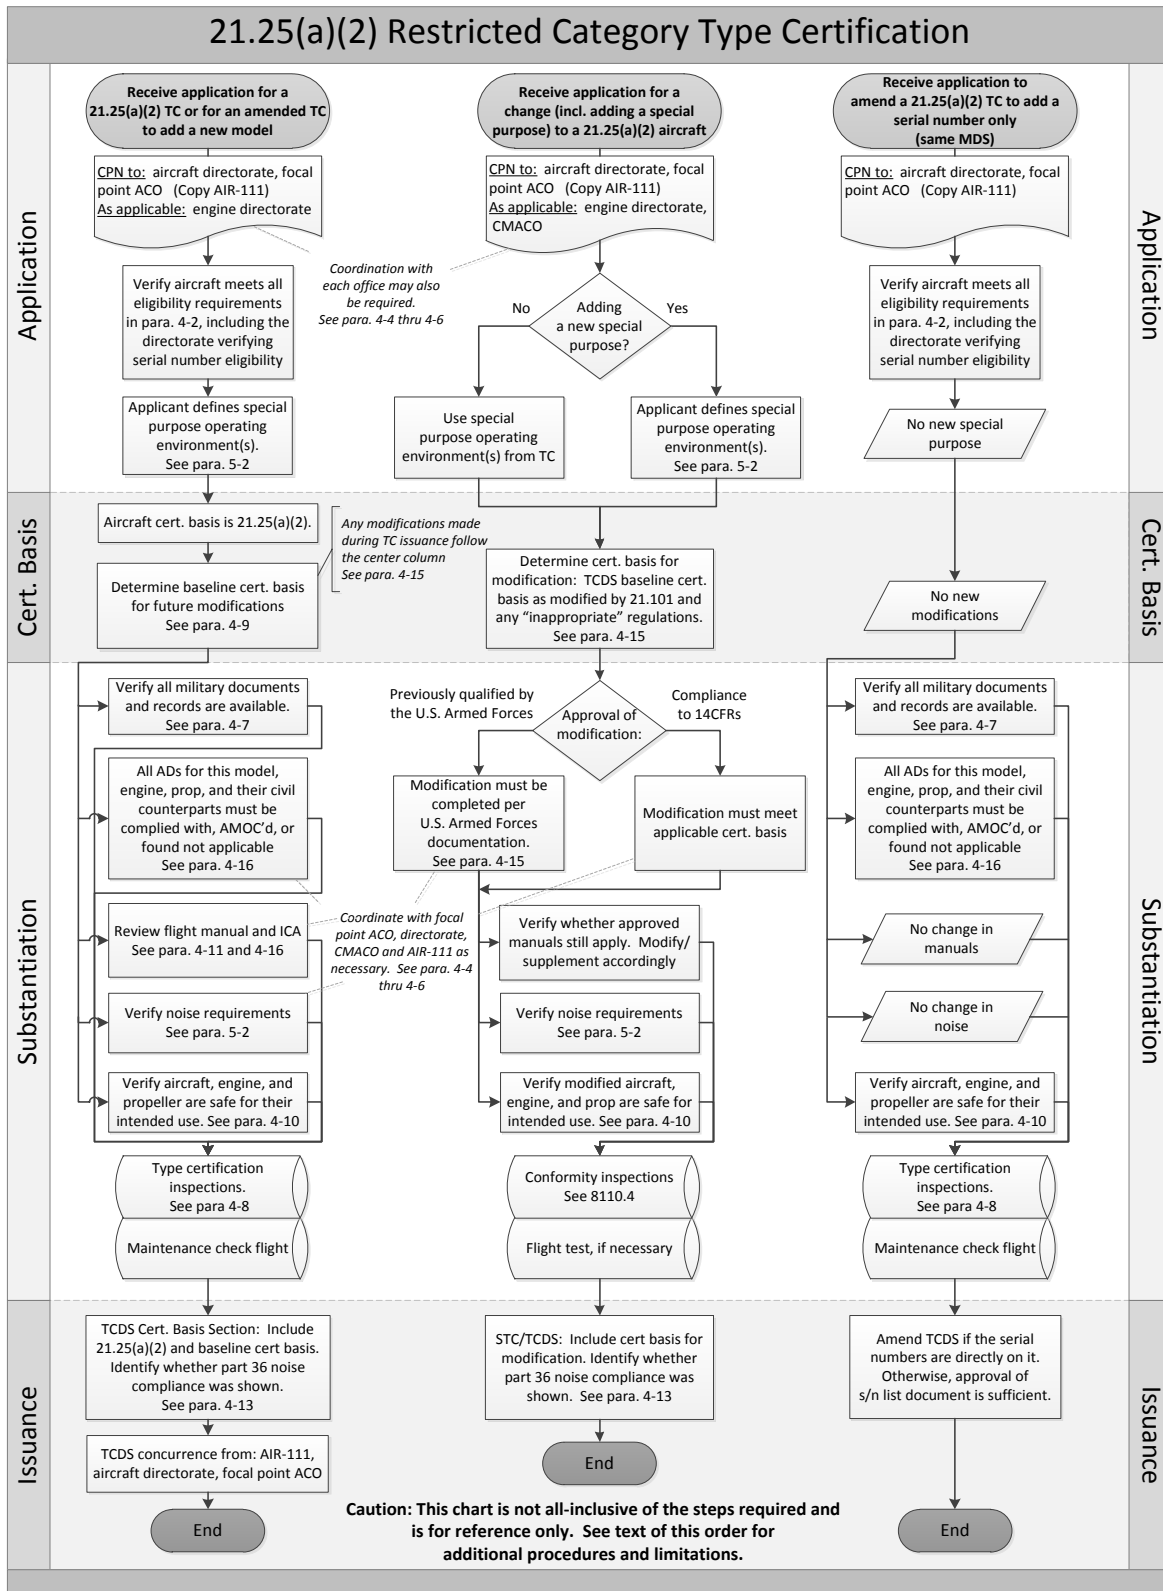 21.25(a)(2) Restricted Category Type Certification
Application
Receive application for a
21.25(a)(2) TC or for an amended TC
to add a new model
CPN to: aircraft directorate, focal
point ACO (Copy AIR-111)
As applicable: engine directorate
Verify aircraft meets all
eligibility requirements
in para. 4-2, including the
directorate verifying
serial number eligibility
Applicant defines special
purpose operating
environment(s).
See para. 5-2
Receive application for a
change (incl. adding a special
purpose) to a 21.25(a)(2) aircraft
CPN to: aircraft directorate, focal
point ACO (Copy AIR-111)
As applicable: engine directorate,
CMACO
Coordination with
each office may also
be required.
See para. 4-4 thru 4-6
No
Adding
a new special
purpose?
Yes
Use special
purpose operating
environment(s) from TC
Applicant defines special
purpose operating
environment(s).
See para. 5-2
Receive application to
amend a 21.25(a)(2) TC to add a
serial number only
(same MDS)
CPN to: aircraft directorate, focal
point ACO (Copy AIR-111)
Verify aircraft meets all
eligibility requirements
in para. 4-2, including the
directorate verifying
serial number eligibility
No new special
purpose
Application
Cert. Basis
Aircraft cert. basis is 21.25(a)(2).
Determine baseline cert. basis
for future modifications
See para. 4-9
Any modifications made
during TC issuance follow
the center column
See para. 4-15
Determine cert. basis for
modification: TCDS baseline cert.
basis as modified by 21.101 and
any “inappropriate” regulations.
See para. 4-15
No new
modifications
Cert. Basis
Substantiation
Verify all military documents
and records are available.
See para. 4-7
All ADs for this model,
engine, prop, and their civil
counterparts must be
complied with, AMOC’d, or
found not applicable
See para. 4-16
Review flight manual and ICA
See para. 4-11 and 4-16
Verify noise requirements
See para. 5-2
Verify aircraft, engine, and
propeller are safe for their
intended use. See para. 4-10
Type certification
inspections.
See para 4-8
Maintenance check flight
Previously qualified by
the U.S. Armed Forces
Approval of
modification:
Compliance
to 14CFRs
Modification must be
completed per
U.S. Armed Forces
documentation.
See para. 4-15
Modification must meet
applicable cert. basis
Coordinate with focal
point ACO, directorate,
CMACO and AIR-111 as
necessary. See para. 4-4
thru 4-6
Verify whether approved
manuals still apply. Modify/
supplement accordingly
Verify noise requirements
See para. 5-2
Verify modified aircraft,
engine, and prop are safe for
intended use. See para. 4-10
Conformity inspections
See 8110.4
Flight test, if necessary
Verify all military documents
and records are available.
See para. 4-7
All ADs for this model,
engine, prop, and their civil
counterparts must be
complied with, AMOC’d, or
found not applicable
See para. 4-16
No change in
manuals
No change in
noise
Verify aircraft, engine, and
propeller are safe for their
intended use. See para. 4-10
Type certification
inspections.
See para 4-8
Maintenance check flight
Substantiation
Issuance
TCDS Cert. Basis Section: Include
21.25(a)(2) and baseline cert basis.
Identify whether part 36 noise
compliance was shown.
See para. 4-13
TCDS concurrence from: AIR-111,
aircraft directorate, focal point ACO
End
STC/TCDS: Include cert basis for
modification. Identify whether
part 36 noise compliance was
shown. See para. 4-13
End
Amend TCDS if the serial
numbers are directly on it.
Otherwise, approval of
s/n list document is sufficient.
End
Issuance
Caution: This chart is not all-inclusive of the steps required and
is for reference only. See text of this order for
additional procedures and limitations.